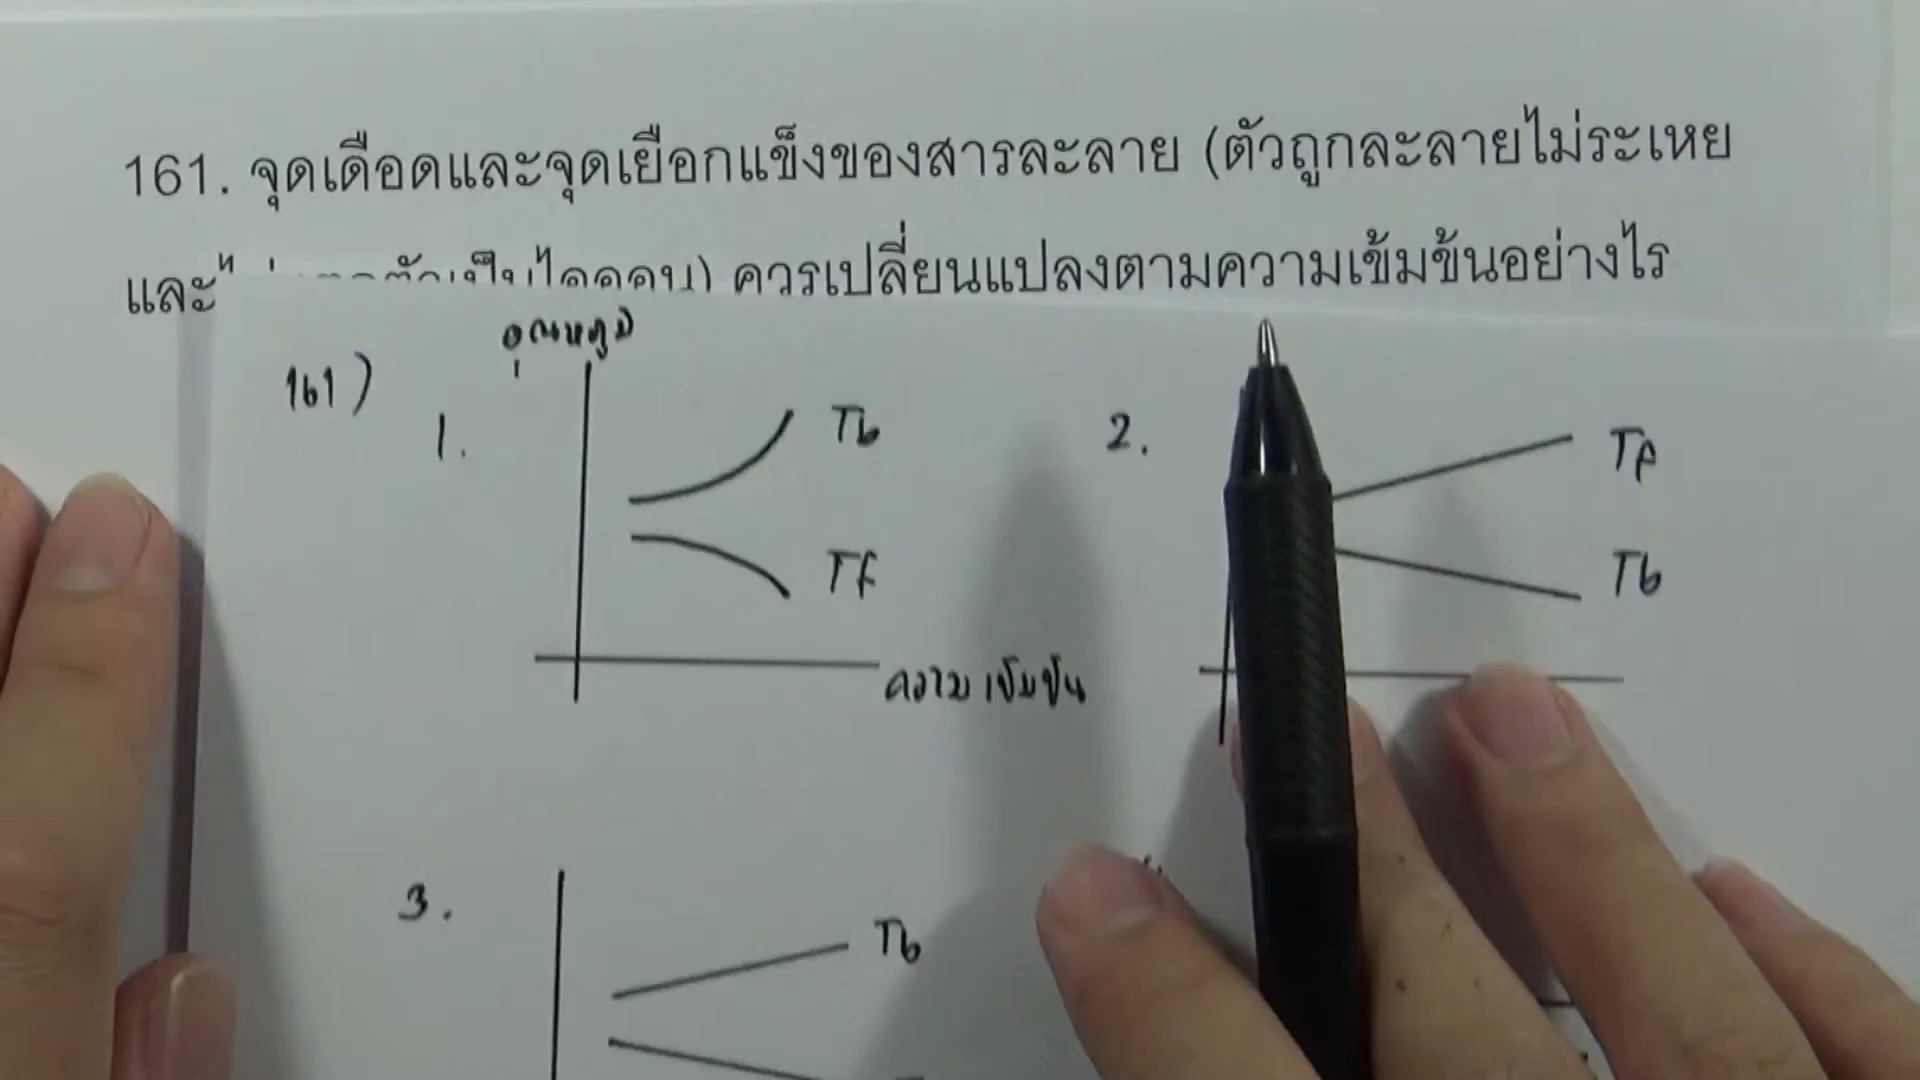 161. จุดเดือดและจุดเยือกแข็งของสารละลาย (ตัวถูกละลายไม่ระเหย
และ ควรเปลี่ยนแปลงตามความเข้มข้นอย่างไร
161)
อุณหภูมิ
1.
Tb
Tf
ความเข้มข้น
2.
Tf
Tb
3.
Tb